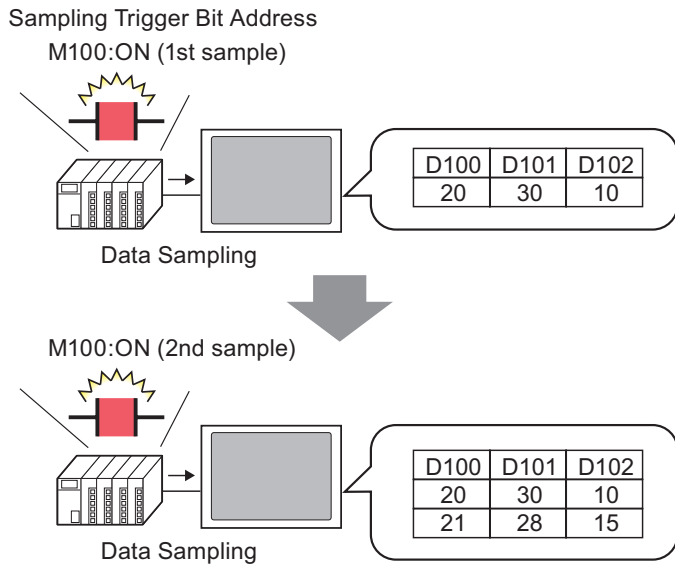 Sampling Trigger Bit Address
M100:ON (1st sample)
D100 D101 D102
20 30 10
Data Sampling
M100:ON (2nd sample)
D100 D101 D102
20 30 10
21 28 15
Data Sampling